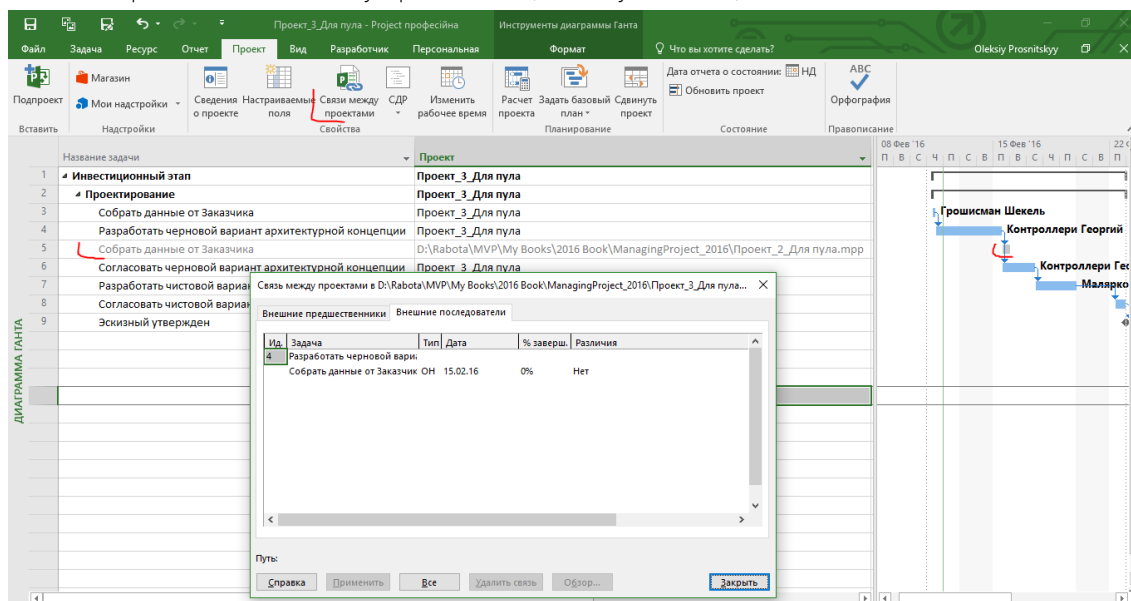 Проект_3_Для пула - Project професійна
Инструменты диаграммы Ганта
Файл Задача Ресурс Отчет Проект Вид Разработчик Персональная Формат Что вы хотите сделать? Oleksiy Prosnitskyy
Подпроект
Магазин
Мои надстройки
Сведения о проекте
Настраиваемые поля
Связи между проектами
СДР
Изменить рабочее время
Расчет проекта
Задать базовый план
Сдвинуть проект
Дата отчета о состоянии: НД
Обновить проект
ABC
Орфография
Вставить Надстройки Свойства Планирование Состояние Правописание
08 Фев '16 15 Фев '16
Название задачи Проект П В С Ч П С В П В С Ч П С В П
1 Инвестиционный этап Проект_3_Для пула
2 Проектирование Проект_3_Для пула
3 Собрать данные от Заказчика Проект_3_Для пула Грошисман Шекель
4 Разработать черновой вариант архитектурной концепции Проект_3_Для пула Контроллери Георгий
5 Собрать данные от Заказчика D:\Rabota\MVP\My Books\2016 Book\ManagingProject_2016\Проект_2_Для пула.mpp
6 Согласовать черновой вариант архитектурной концепции Проект_3_Для пула Контроллери Гео
7 Разработать чистовой вариа Малярко
8 Согласовать чистовой вариан
9 Эскизный утвержден
ДИАГРАММА ГАНТА
Связь между проектами в D:\Rabota\MVP\My Books\2016 Book\ManagingProject_2016\Проект_3_Для пула...
Внешние предшественники Внешние последователи
Ид. Задача Тип Дата % заверш. Различия
4 Разработать черновой вари
Собрать данные от Заказчик ОН 15.02.16 0% Нет
Путь:
Справка Применить Все Удалить связь Обзор... Закрыть